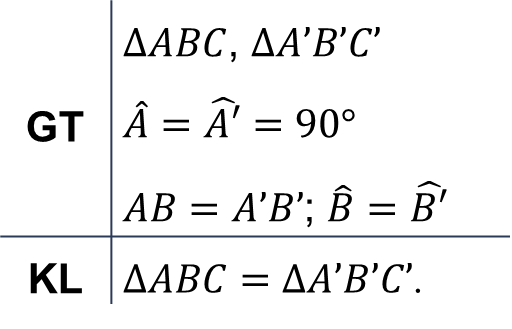 ΔABC, ΔA’B’C’
GT
Â = Â’ = 90°
AB = A’B’; B̂ = B̂’
KL ΔABC = ΔA’B’C’.